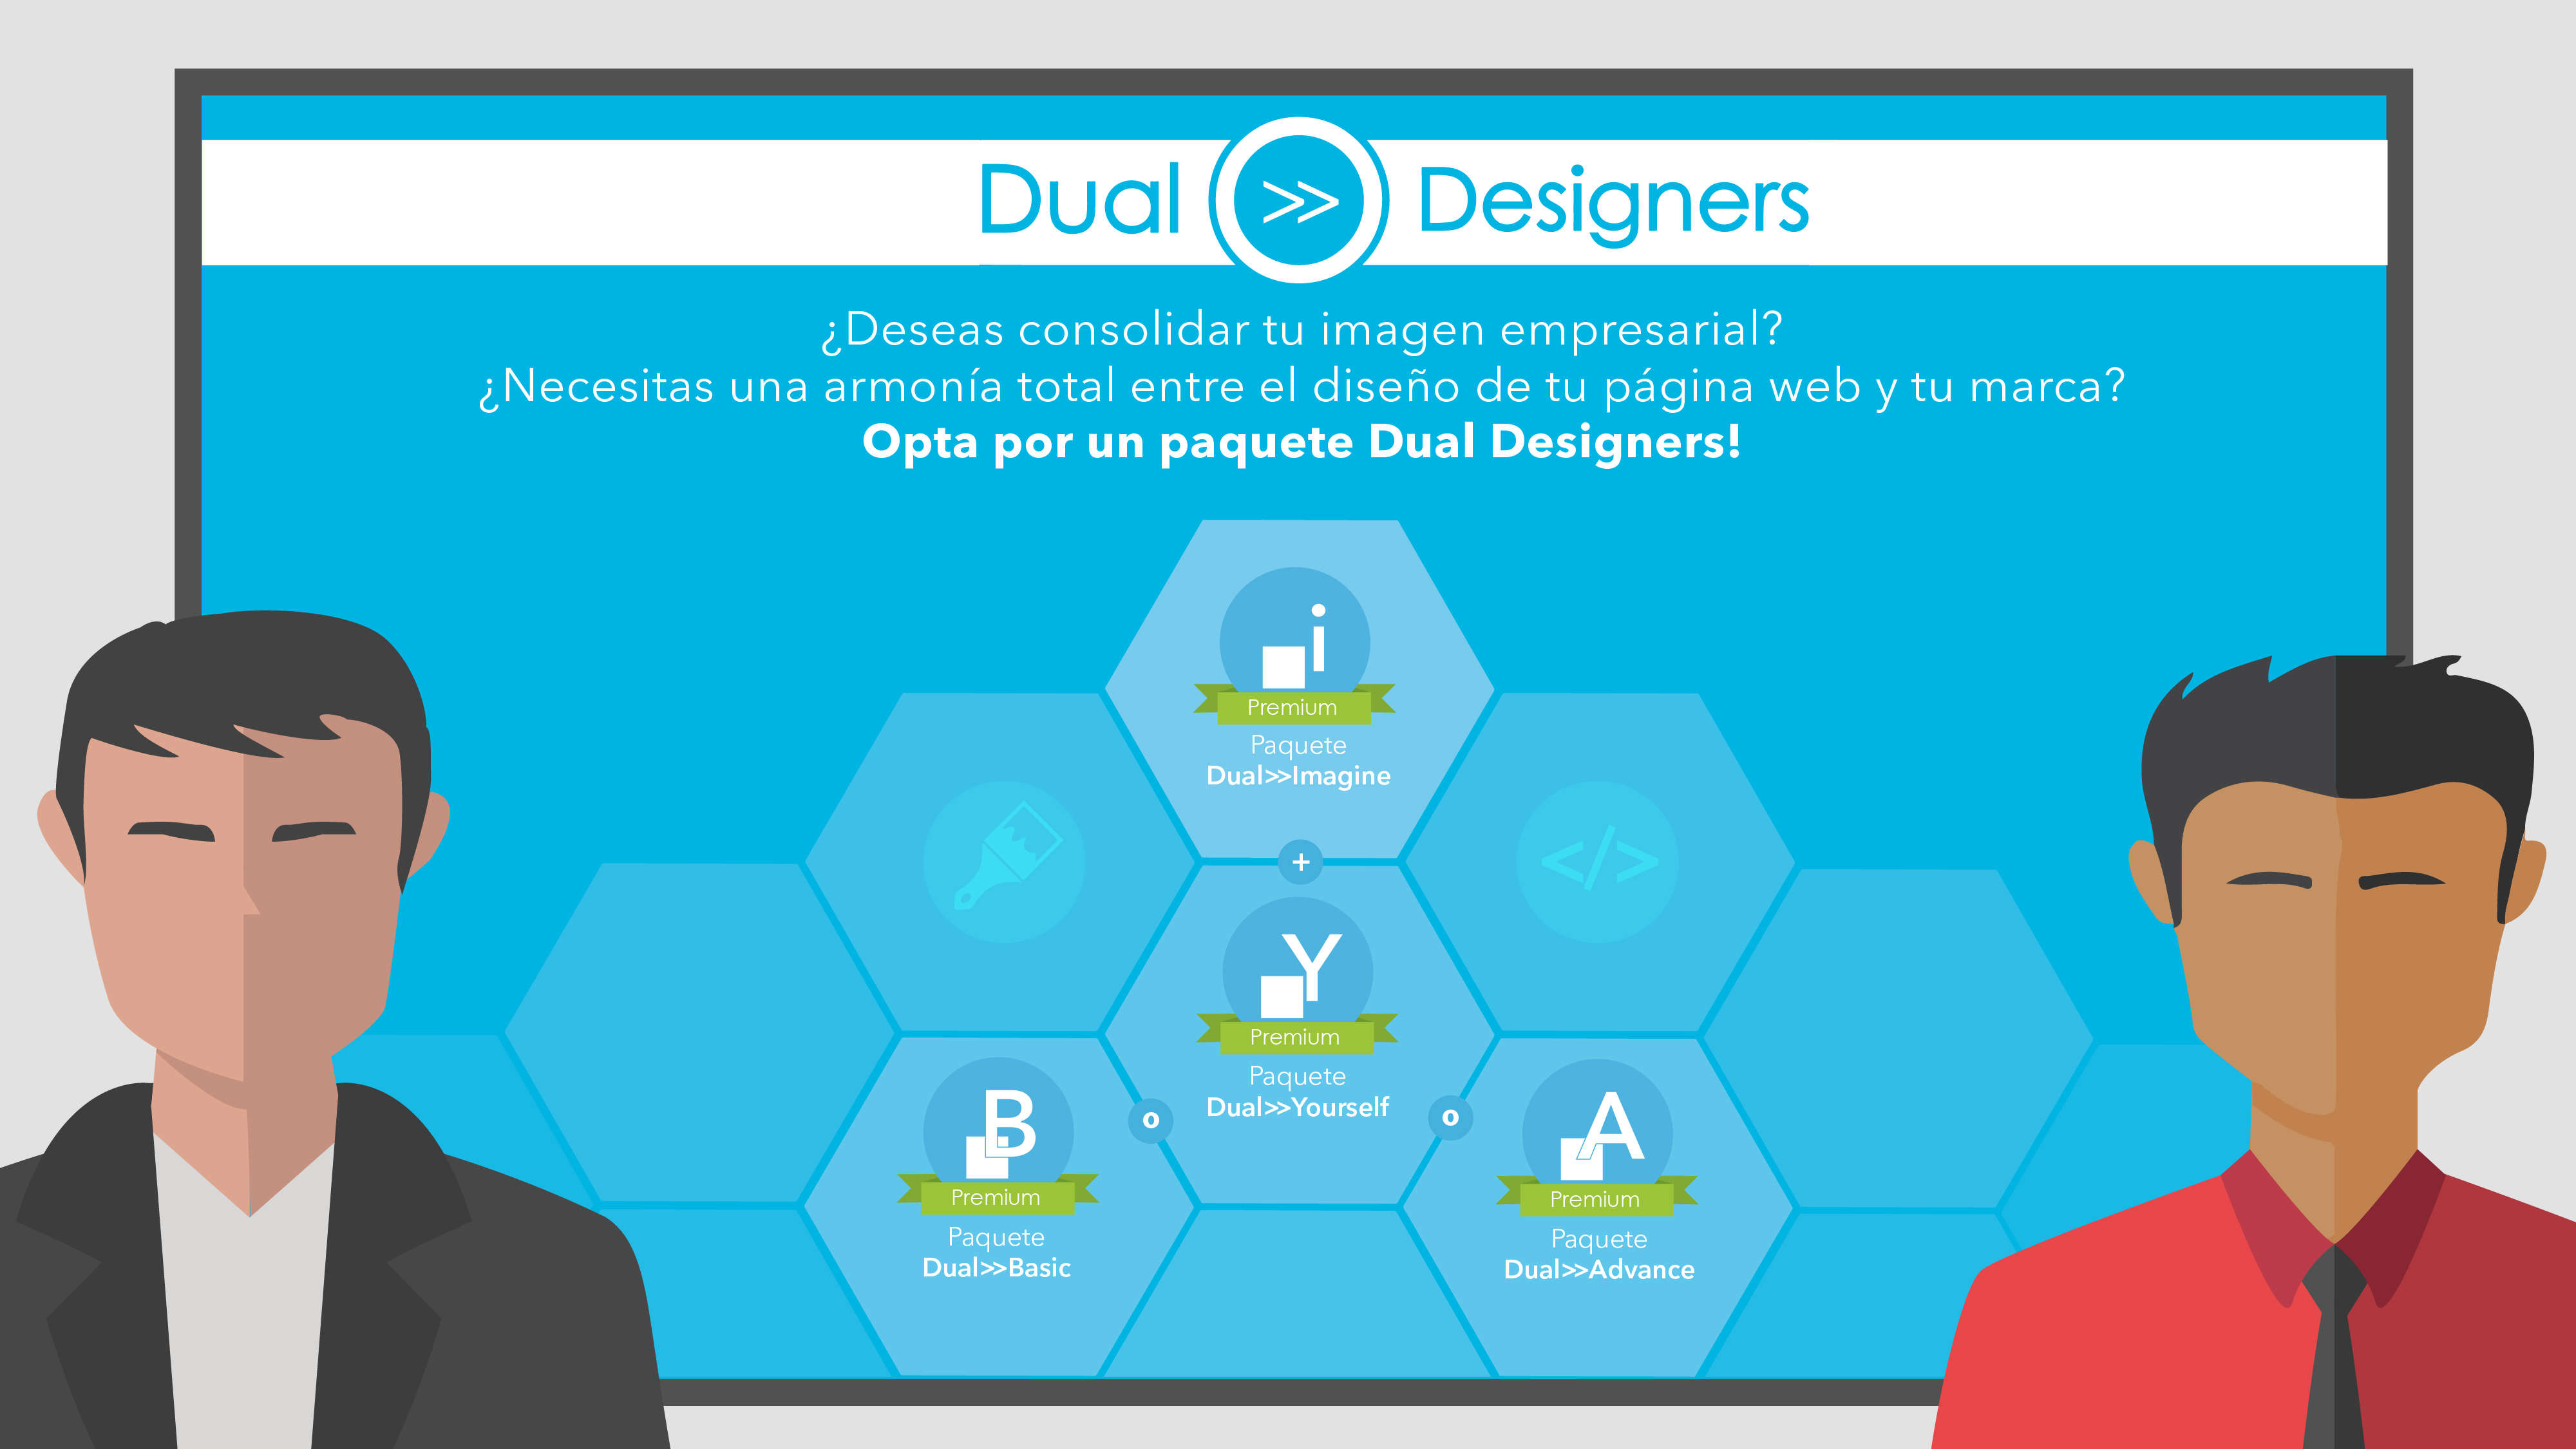 Dual >> Designers
¿Deseas consolidar tu imagen empresarial?
¿Necesitas una armonía total entre el diseño de tu página web y tu marca?
Opta por un paquete Dual Designers!
i
Premium
Paquete
Dual>>Imagine
</>
+
Y
Premium
Paquete
Dual>>Yourself
B
Premium
Paquete
Dual>>Basic
o
o
A
Premium
Paquete
Dual>>Advance